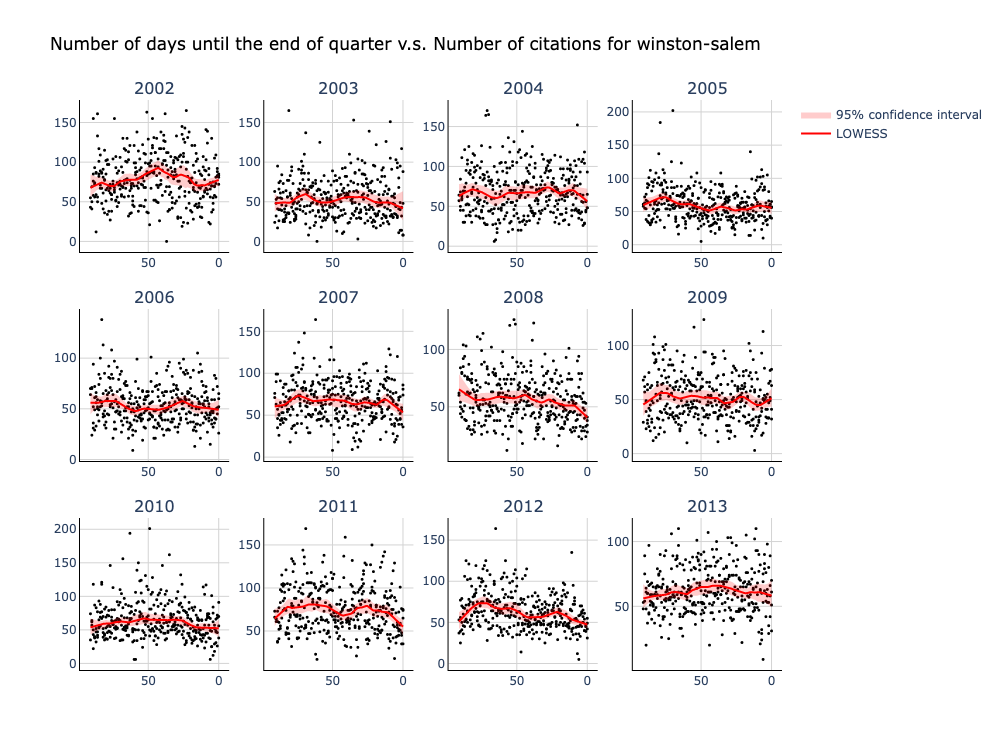 Number of days until the end of quarter v.s. Number of citations for winston-salem
2002 2003 2004 2005
95% confidence interval
LOWESS
150 150 150 200
100 100 100 150
50 50 50 100
0 0 0 50
0
50 0 50 0 50 0 50 0
2006 2007 2008 2009
100 150 100 100
50 100 50 50
0 50 0
0
50 0 50 0 50 0 50 0
2010 2011 2012 2013
200 150 150 100
150 100 100 50
100 50 50
50 0
0
50 0 50 0 50 0 50 0